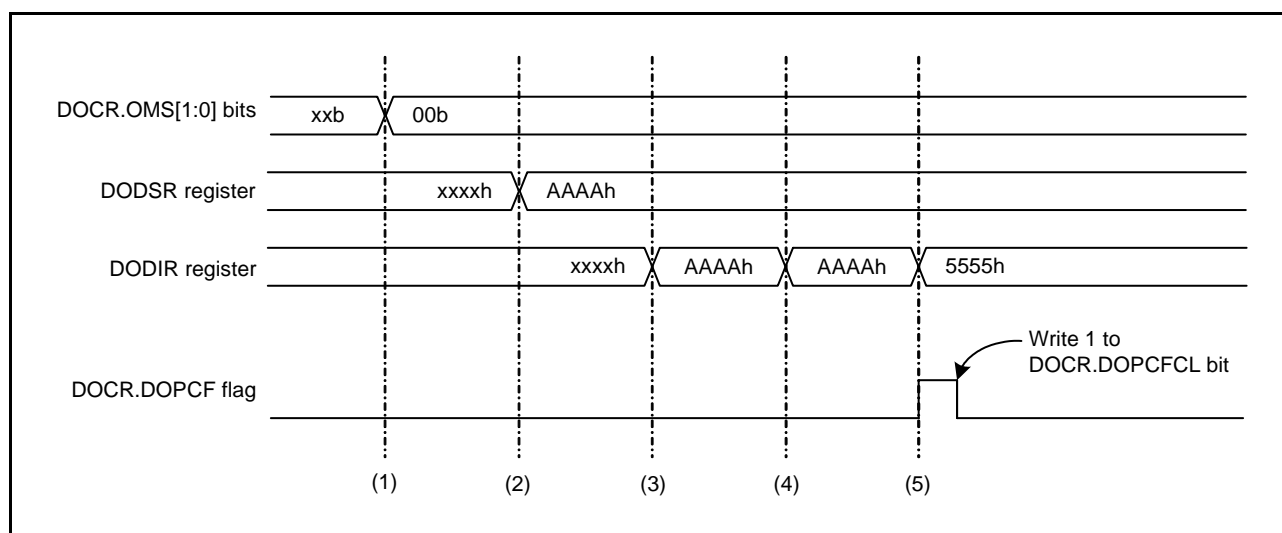 DOCR.OMS[1:0] bits xxb 00b
DODSR register xxxxh AAAAh
DODIR register xxxxh AAAAh AAAAh 5555h
Write 1 to
DOCR.DOPCFCL bit
DOCR.DOPCF flag
(1) (2) (3) (4) (5)